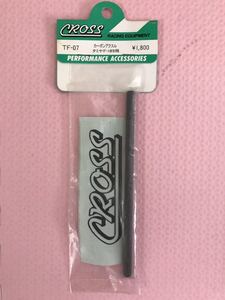 CROSS
RACING EQUIPMENT
TF-07
カーボンアクスル
¥1,800
PERFORMANCE ACCESSORIES
CROSS